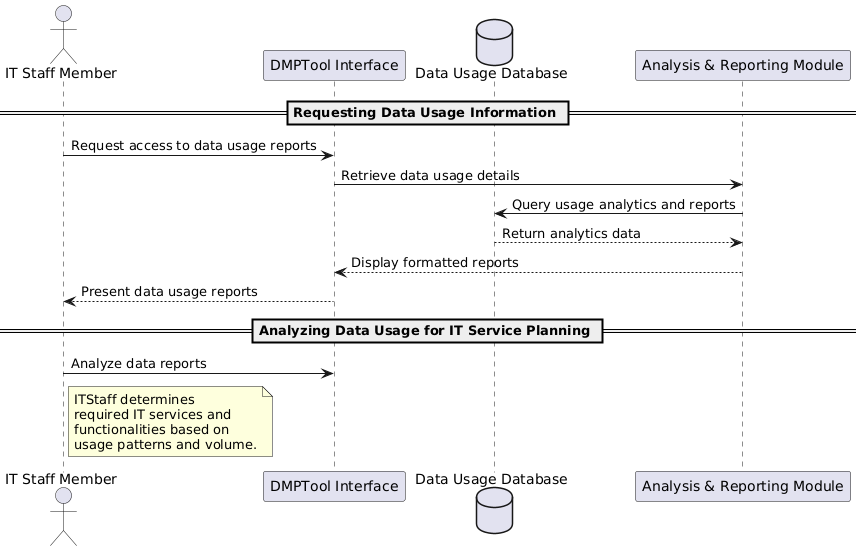 IT Staff Member
DMPTool Interface
Data Usage Database
Analysis & Reporting Module
Requesting Data Usage Information
Request access to data usage reports
Retrieve data usage details
Query usage analytics and reports
Return analytics data
Display formatted reports
Present data usage reports
Analyzing Data Usage for IT Service Planning
Analyze data reports
ITStaff determines
required IT services and
functionalities based on
usage patterns and volume.
IT Staff Member
DMPTool Interface
Data Usage Database
Analysis & Reporting Module